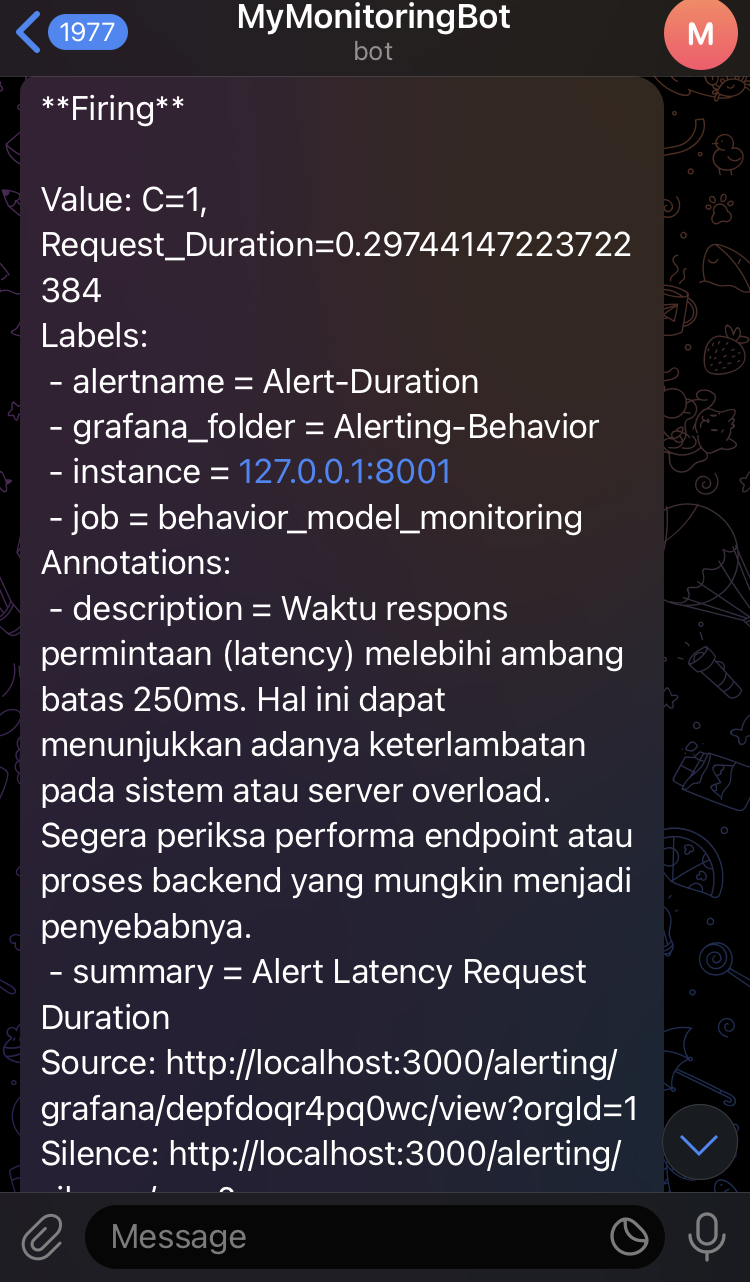 1977
MyMonitoringBot
bot
M
**Firing**
Value: C=1,
Request_Duration=0.29744147223722
384
Labels:
- alertname = Alert-Duration
- grafana_folder = Alerting-Behavior
- instance = 127.0.0.1:8001
- job = behavior_model_monitoring
Annotations:
- description = Waktu respons
permintaan (latency) melebihi ambang
batas 250ms. Hal ini dapat
menunjukkan adanya keterlambatan
pada sistem atau server overload.
Segera periksa performa endpoint atau
proses backend yang mungkin menjadi
penyebabnya.
- summary = Alert Latency Request
Duration
Source: http://localhost:3000/alerting/
grafana/depfdoqr4pq0wc/view?orgId=1
Silence: http://localhost:3000/alerting/
Message